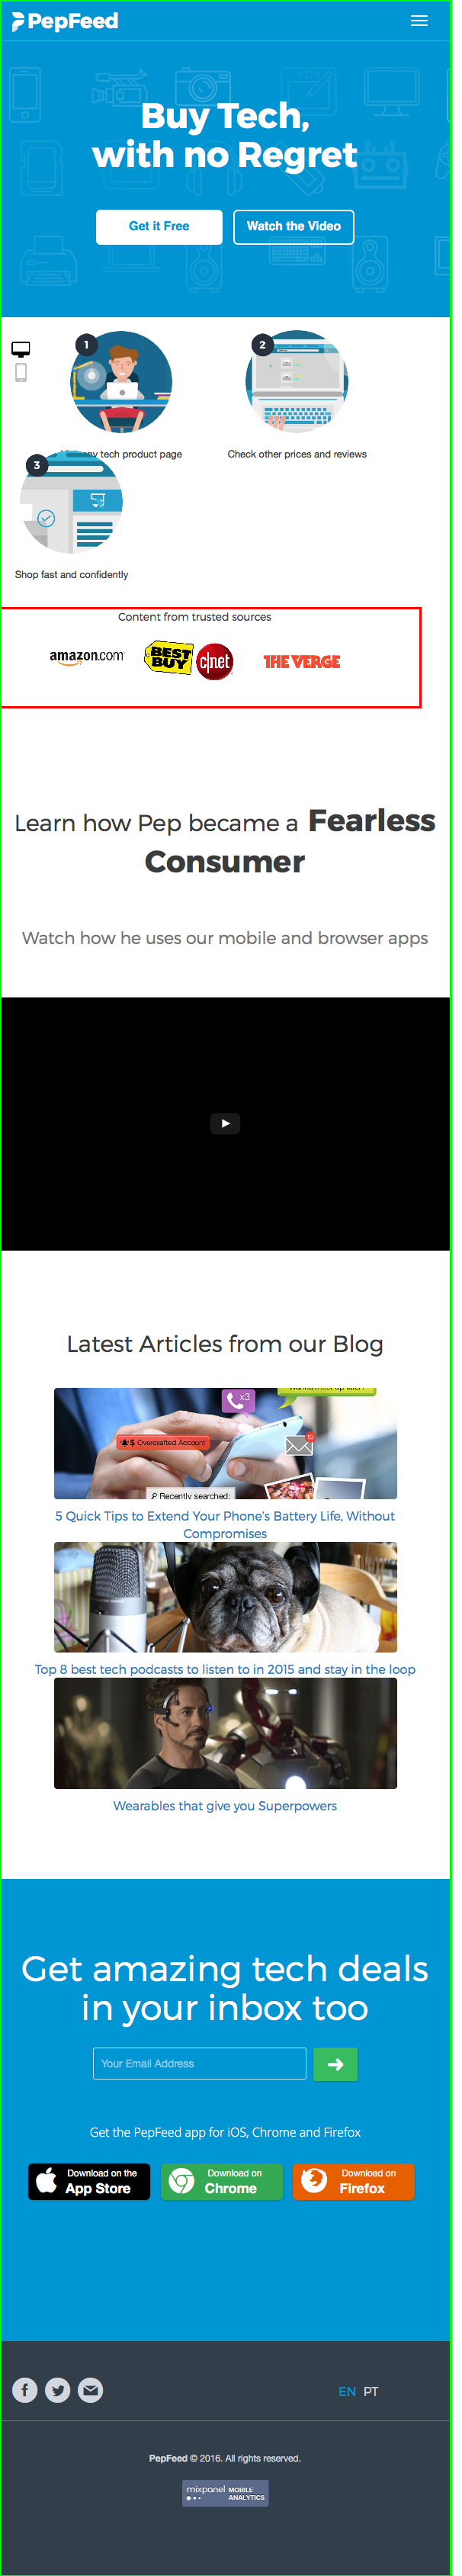 PepFeed
Buy Tech,
with no Regret
Get it Free
Watch the Video
1
2
any tech product page
Check other prices and reviews
3
Shop fast and confidently
Content from trusted sources
amazon.com
BEST
BUY
c|net
THE VERGE
Learn how Pep became a Fearless
Consumer
Watch how he uses our mobile and browser apps
Latest Articles from our Blog
x3
$ Overdrafted Account
10
Recently searched:
5 Quick Tips to Extend Your Phone's Battery Life, Without
Compromises
Top 8 best tech podcasts to listen to in 2015 and stay in the loop
Wearables that give you Superpowers
Get amazing tech deals
in your inbox too
Your Email Address
Get the PepFeed app for iOS, Chrome and Firefox
Download on the
App Store
Download on
Chrome
Download on
Firefox
EN PT
PepFeed © 2016. All rights reserved.
mixpanel MOBILE
ANALYTICS